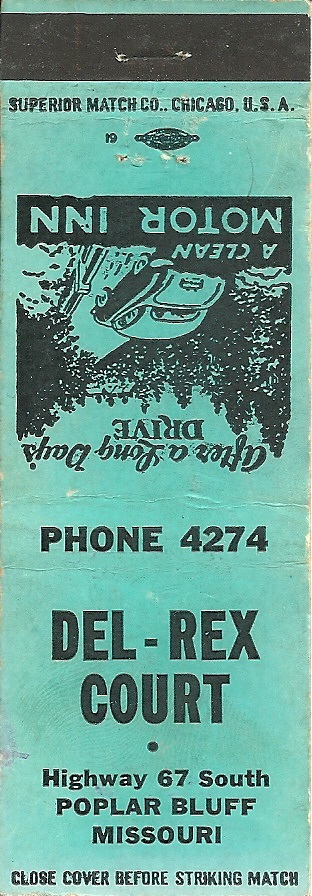 SUPERIOR MATCH CO., CHICAGO, U.S.A.
19
After a Long Day's
DRIVE
A CLEAN
MOTOR INN
PHONE 4274
DEL-REX
COURT
•
Highway 67 South
POPLAR BLUFF
MISSOURI
CLOSE COVER BEFORE STRIKING MATCH